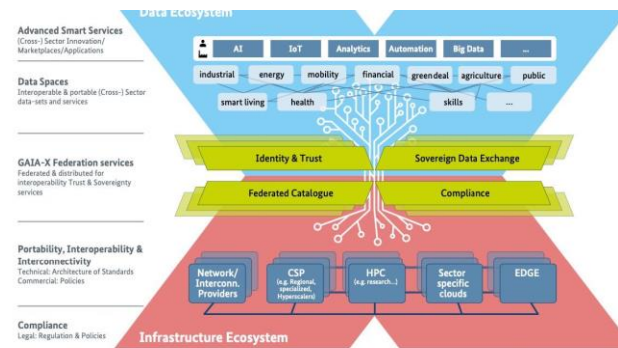 Data Ecosystem
Advanced Smart Services
(Cross-) Sector Innovation/
Marketplaces/Applications
AI
IoT
Analytics
Automation
Big Data
...
industrial
energy
mobility
financial
green deal
agriculture
public
Data Spaces
Interoperable & portable (Cross-) Sector
data-sets and services
smart living
health
skills
...
GAIA-X Federation services
Federated & distributed for
interoperability Trust & Sovereignty
services
Identity & Trust
Sovereign Data Exchange
Federated Catalogue
Compliance
Portability, Interoperability &
Interconnectivity
Technical: Architecture of Standards
Commercial: Policies
Network/
Interconn.
Providers
CSP
(e.g. Regional,
specialized,
Hyperscalers)
HPC
(e.g. research...)
Sector
specific
clouds
EDGE
Compliance
Legal: Regulation & Policies
Infrastructure Ecosystem